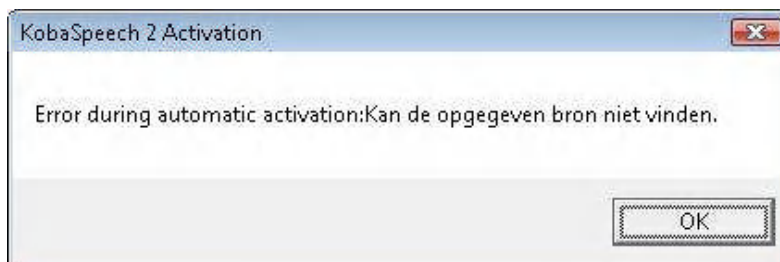 KobaSpeech 2 Activation
Error during automatic activation:Kan de opgegeven bron niet vinden.
OK